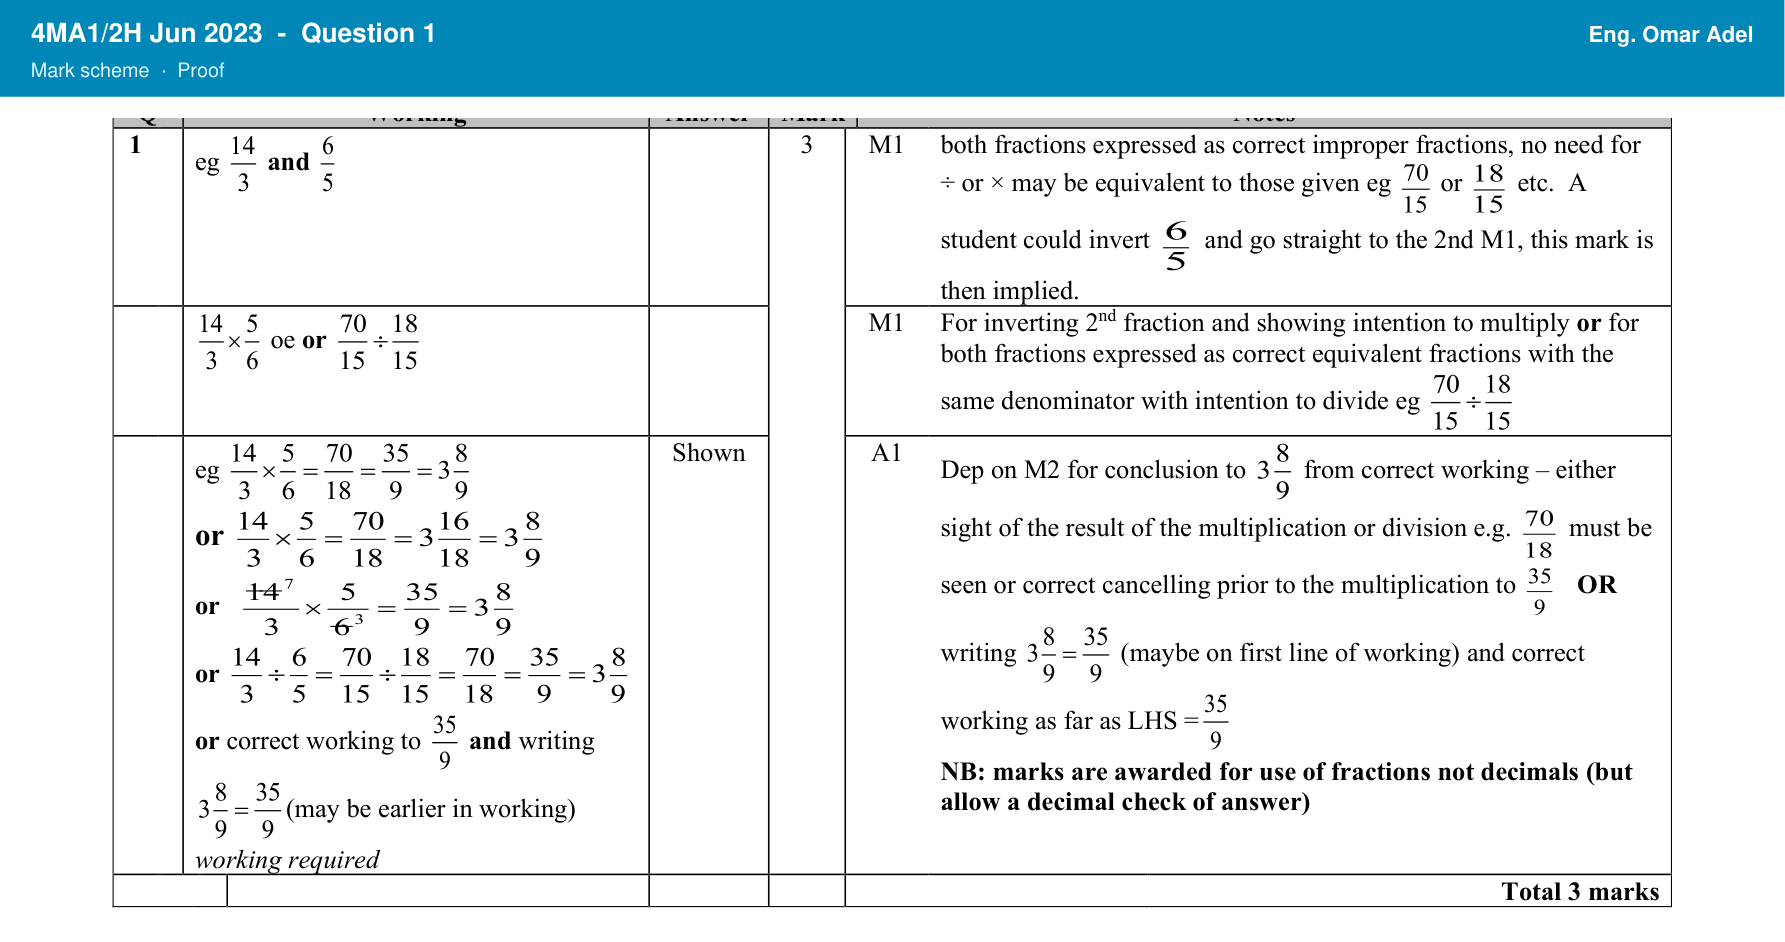 4MA1/2H Jun 2023 - Question 1
Eng. Omar Adel
Mark scheme · Proof
Q Working Answer Mark Notes
1
eg 14/3 and 6/5
3
M1
both fractions expressed as correct improper fractions, no need for
÷ or × may be equivalent to those given eg 70/15 or 18/15 etc. A
student could invert 6/5 and go straight to the 2nd M1, this mark is
then implied.
14/3 × 5/6 oe or 70/15 ÷ 18/15
M1
For inverting 2nd fraction and showing intention to multiply or for
both fractions expressed as correct equivalent fractions with the
same denominator with intention to divide eg 70/15 ÷ 18/15
eg 14/3 × 5/6 = 70/18 = 35/9 = 3 8/9
or 14/3 × 5/6 = 70/18 = 3 16/18 = 3 8/9
or 14 7/3 × 5/6 3 = 35/9 = 3 8/9
or 14/3 ÷ 6/5 = 70/15 ÷ 18/15 = 70/18 = 35/9 = 3 8/9
or correct working to 35/9 and writing
3 8/9 = 35/9 (may be earlier in working)
working required
Shown
A1
Dep on M2 for conclusion to 3 8/9 from correct working – either
sight of the result of the multiplication or division e.g. 70/18 must be
seen or correct cancelling prior to the multiplication to 35/9 OR
writing 3 8/9 = 35/9 (maybe on first line of working) and correct
working as far as LHS = 35/9
NB: marks are awarded for use of fractions not decimals (but
allow a decimal check of answer)
Total 3 marks